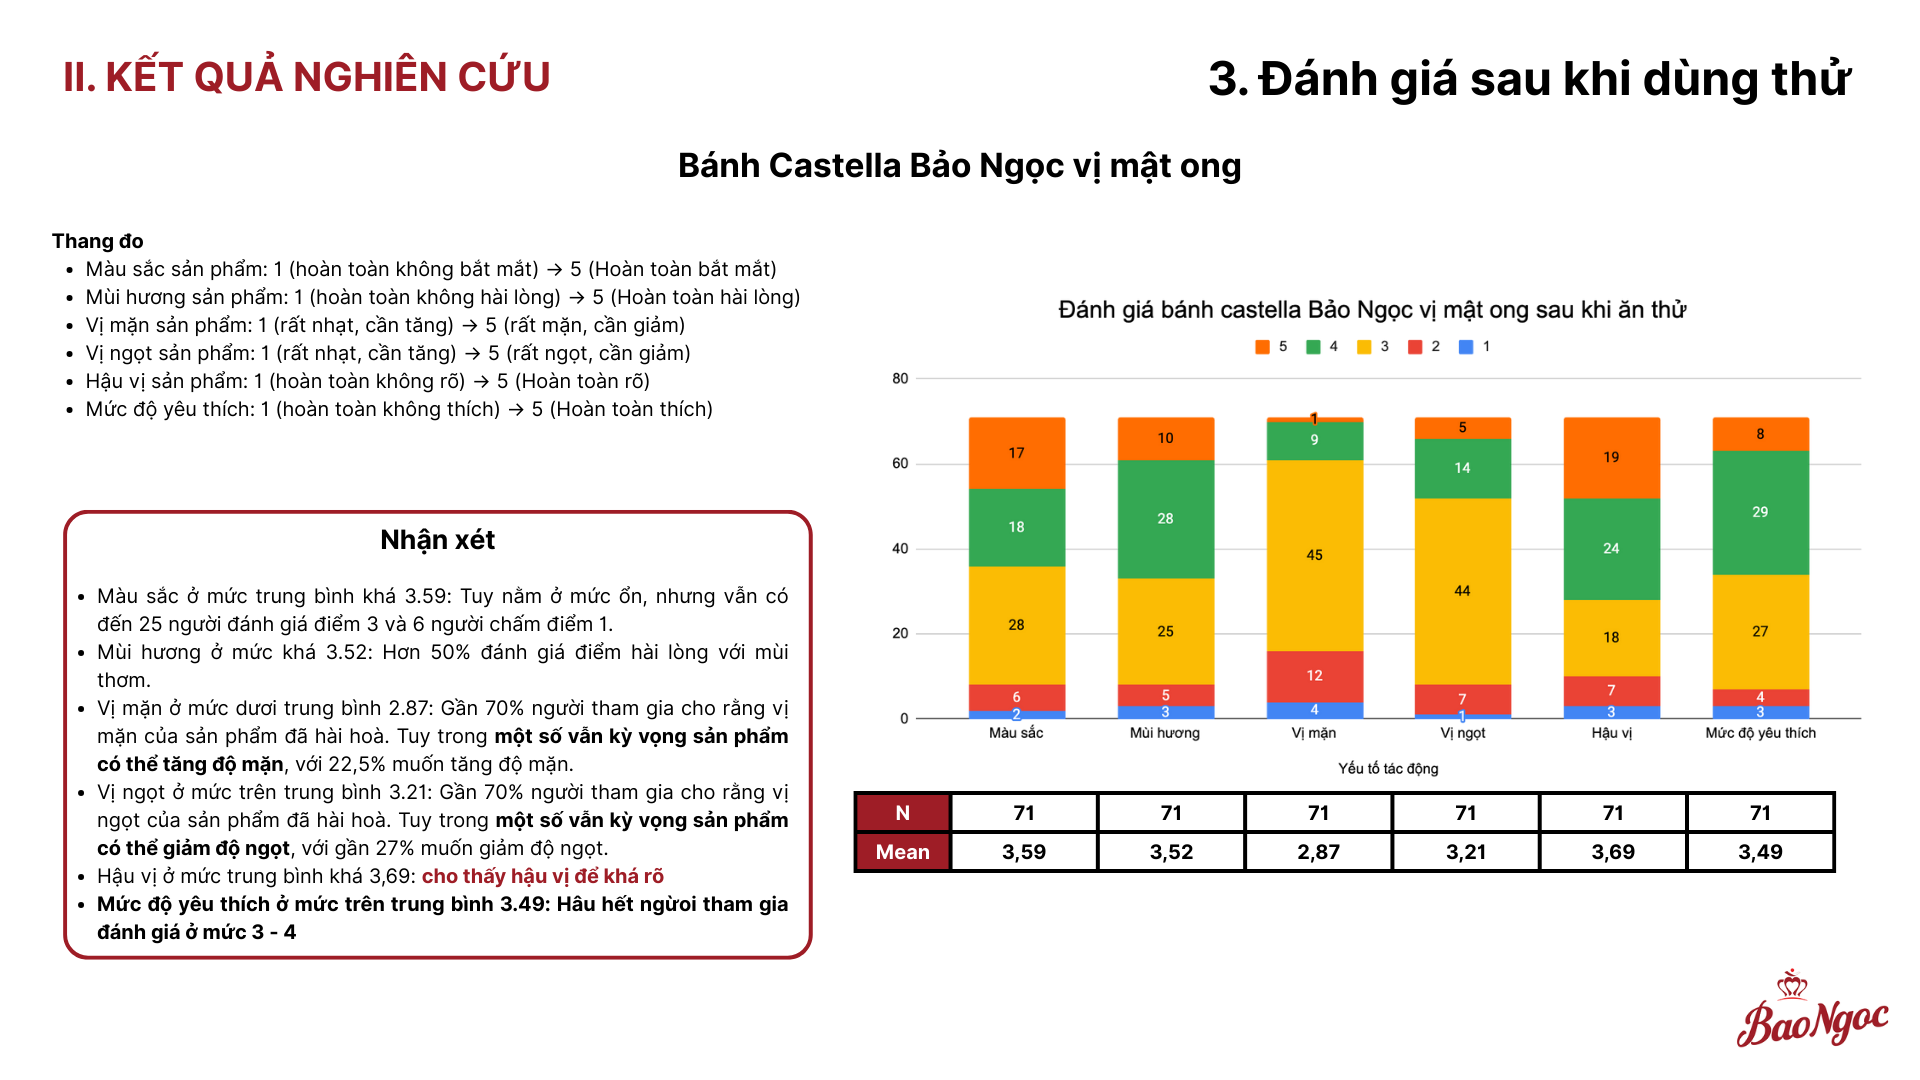 II. KẾT QUẢ NGHIÊN CỨU
3. Đánh giá sau khi dùng thử
Bánh Castella Bảo Ngọc vị mật ong
Thang đo
• Màu sắc sản phẩm: 1 (hoàn toàn không bắt mắt) → 5 (Hoàn toàn bắt mắt)
• Mùi hương sản phẩm: 1 (hoàn toàn không hài lòng) → 5 (Hoàn toàn hài lòng)
• Vị mặn sản phẩm: 1 (rất nhạt, cần tăng) → 5 (rất mặn, cần giảm)
• Vị ngọt sản phẩm: 1 (rất nhạt, cần tăng) → 5 (rất ngọt, cần giảm)
• Hậu vị sản phẩm: 1 (hoàn toàn không rõ) → 5 (Hoàn toàn rõ)
• Mức độ yêu thích: 1 (hoàn toàn không thích) → 5 (Hoàn toàn thích)
Nhận xét
• Màu sắc ở mức trung bình khá 3.59: Tuy nằm ở mức ổn, nhưng vẫn có
đến 25 người đánh giá điểm 3 và 6 người chấm điểm 1.
• Mùi hương ở mức khá 3.52: Hơn 50% đánh giá điểm hài lòng với mùi
thơm.
• Vị mặn ở mức dưới trung bình 2.87: Gần 70% người tham gia cho rằng vị
mặn của sản phẩm đã hài hoà. Tuy trong một số vẫn kỳ vọng sản phẩm
có thể tăng độ mặn, với 22,5% muốn tăng độ mặn.
• Vị ngọt ở mức trên trung bình 3.21: Gần 70% người tham gia cho rằng vị
ngọt của sản phẩm đã hài hoà. Tuy trong một số vẫn kỳ vọng sản phẩm
có thể giảm độ ngọt, với gần 27% muốn giảm độ ngọt.
• Hậu vị ở mức trung bình khá 3,69: cho thấy hậu vị để khá rõ
• Mức độ yêu thích ở mức trên trung bình 3.49: Hâu hết ngừoi tham gia
đánh giá ở mức 3 - 4
Đánh giá bánh castella Bảo Ngọc vị mật ong sau khi ăn thử
5 4 3 2 1
80
60
40
20
0
17 10 1 5 19 8
18 28 9 14 24 29
28 25 45 44 18 27
6 5 12 7 7 4
2 3 4 1 3 3
Màu sắc Mùi hương Vị mặn Vị ngọt Hậu vị Mức độ yêu thích
Yếu tố tác động
N 71 71 71 71 71 71
Mean 3,59 3,52 2,87 3,21 3,69 3,49
BaoNgoc